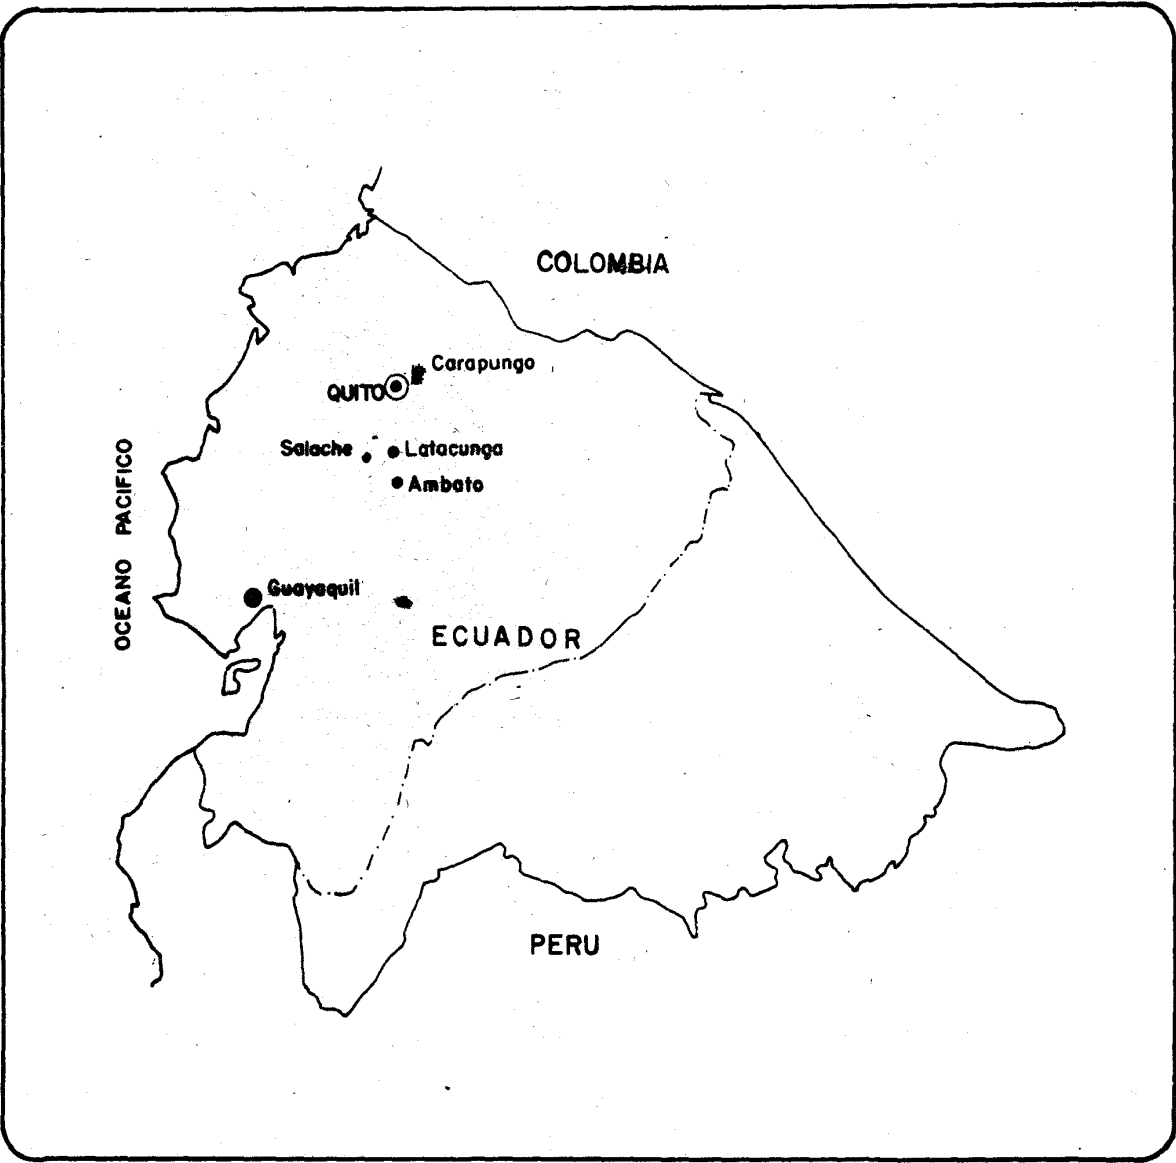 COLOMBIA
Carapungo
QUITO
Salache
Latacunga
Ambato
OCEANO PACIFICO
Guayaquil
ECUADOR
PERU